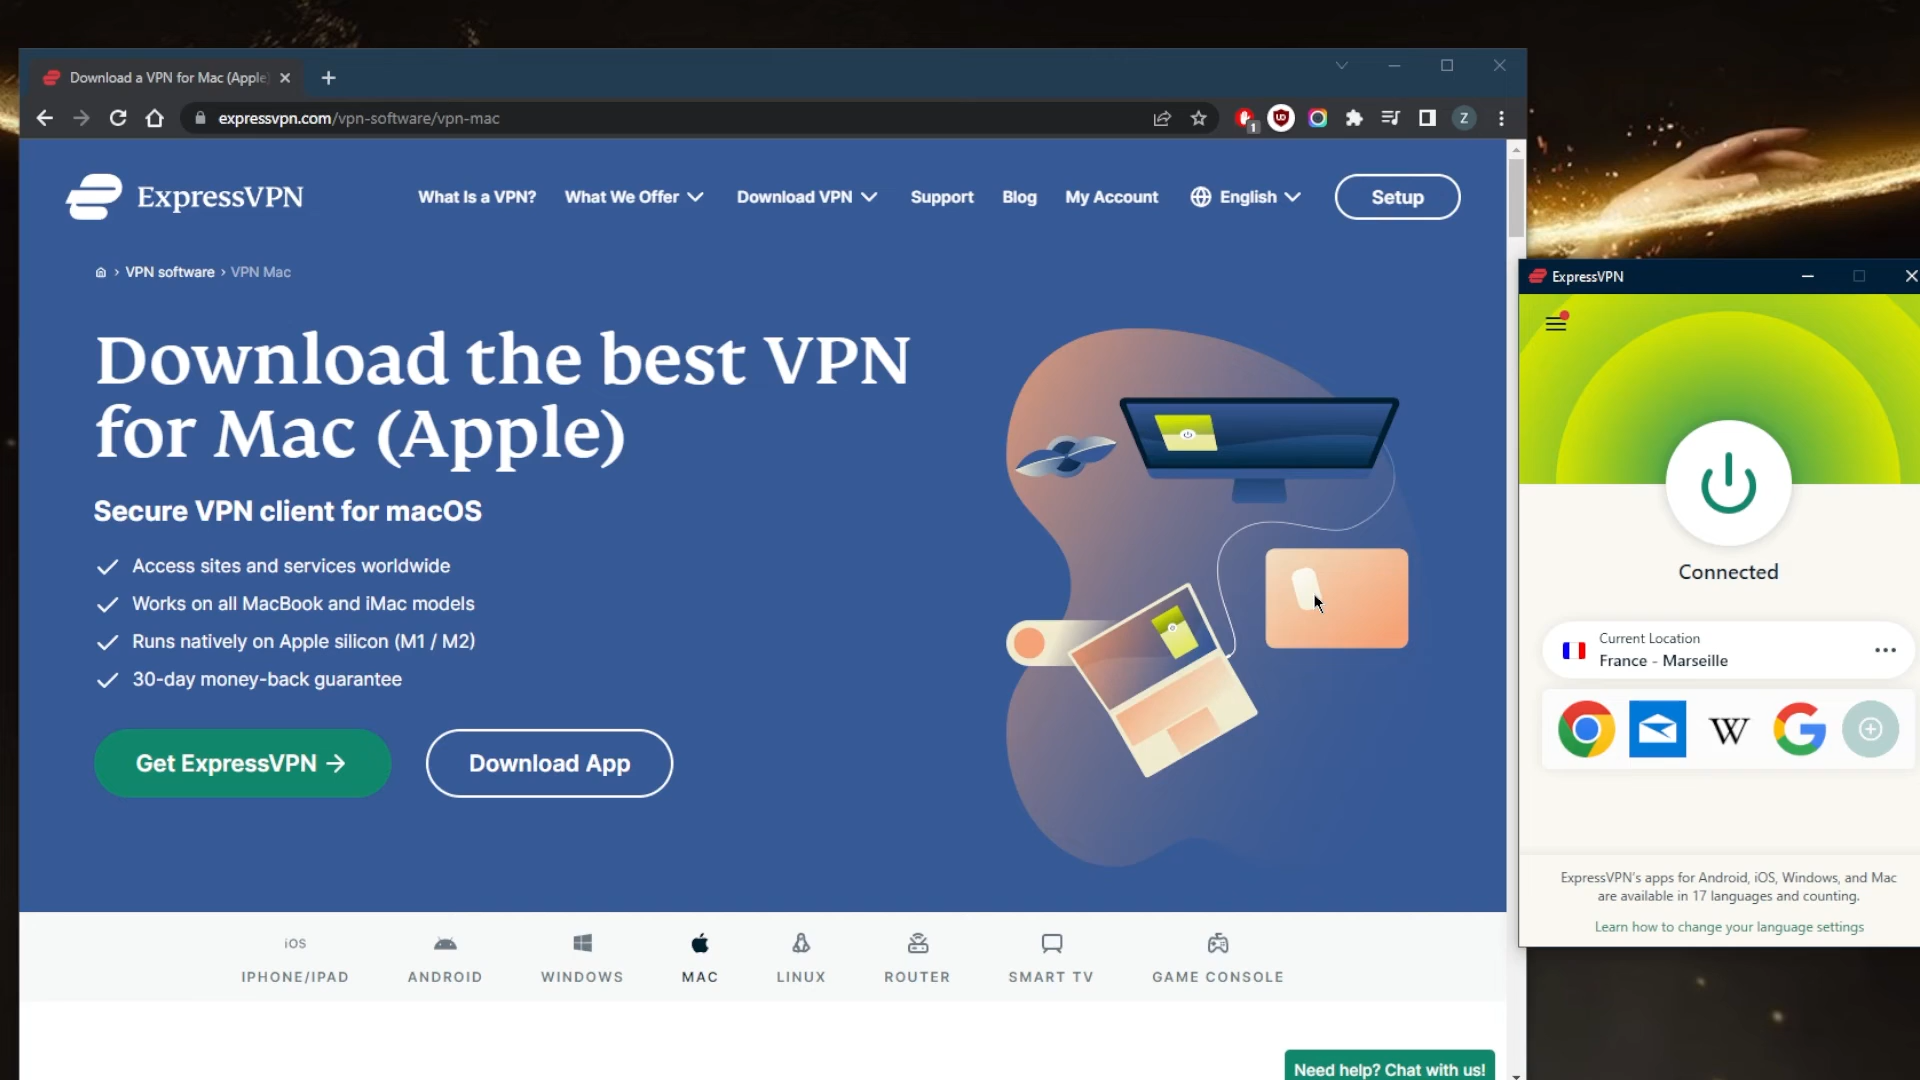 Download a VPN for Mac (Apple
expressvpn.com/vpn-software/vpn-mac
1
Z
ExpressVPN
What Is a VPN?
What We Offer
Download VPN
Support
Blog
My Account
English
Setup
VPN software › VPN Mac
Download the best VPN
for Mac (Apple)
Secure VPN client for macOS
Access sites and services worldwide
Works on all MacBook and iMac models
Runs natively on Apple silicon (M1 / M2)
30-day money-back guarantee
Get ExpressVPN →
Download App
iOS
IPHONE/IPAD
ANDROID
WINDOWS
MAC
LINUX
ROUTER
SMART TV
GAME CONSOLE
Need help? Chat with us!
ExpressVPN
Connected
Current Location
France - Marseille
W
ExpressVPN's apps for Android, iOS, Windows, and Mac
are available in 17 languages and counting.
Learn how to change your language settings